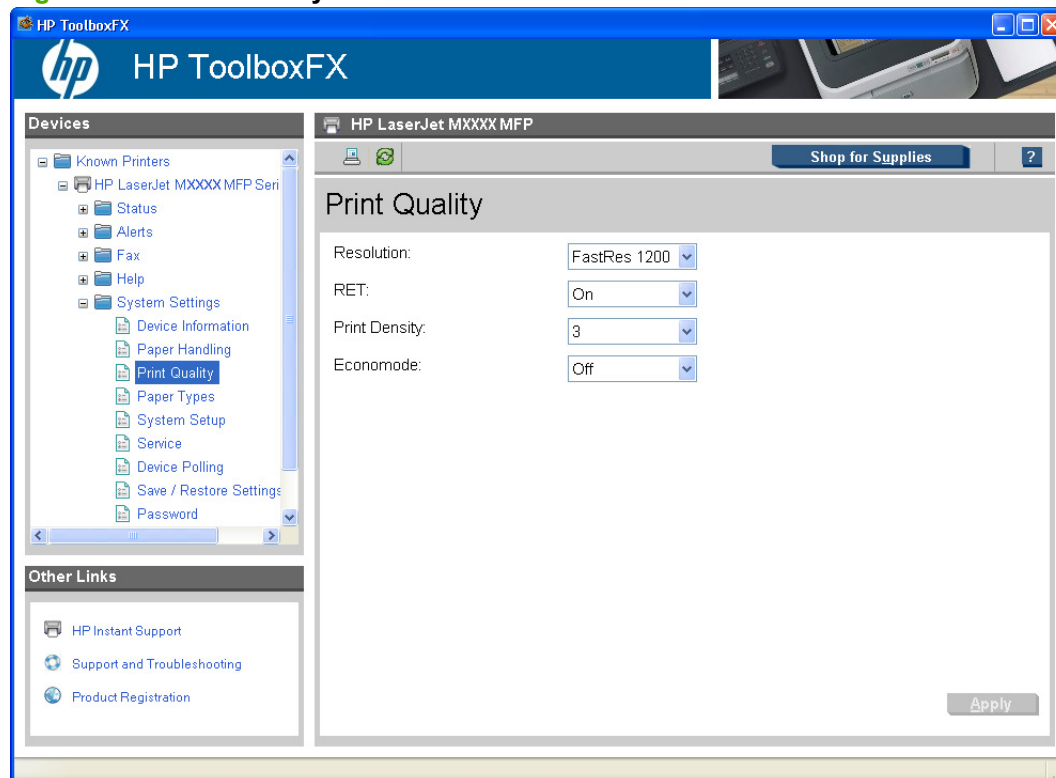 HP ToolboxFX
hp HP ToolboxFX
Devices
Known Printers
HP LaserJet MXXXX MFP Seri
Status
Alerts
Fax
Help
System Settings
Device Information
Paper Handling
Print Quality
Paper Types
System Setup
Service
Device Polling
Save / Restore Settings
Password
Other Links
HP Instant Support
Support and Troubleshooting
Product Registration
HP LaserJet MXXXX MFP
Shop for Supplies ?
Print Quality
Resolution: FastRes 1200
RET: On
Print Density: 3
Economode: Off
Apply